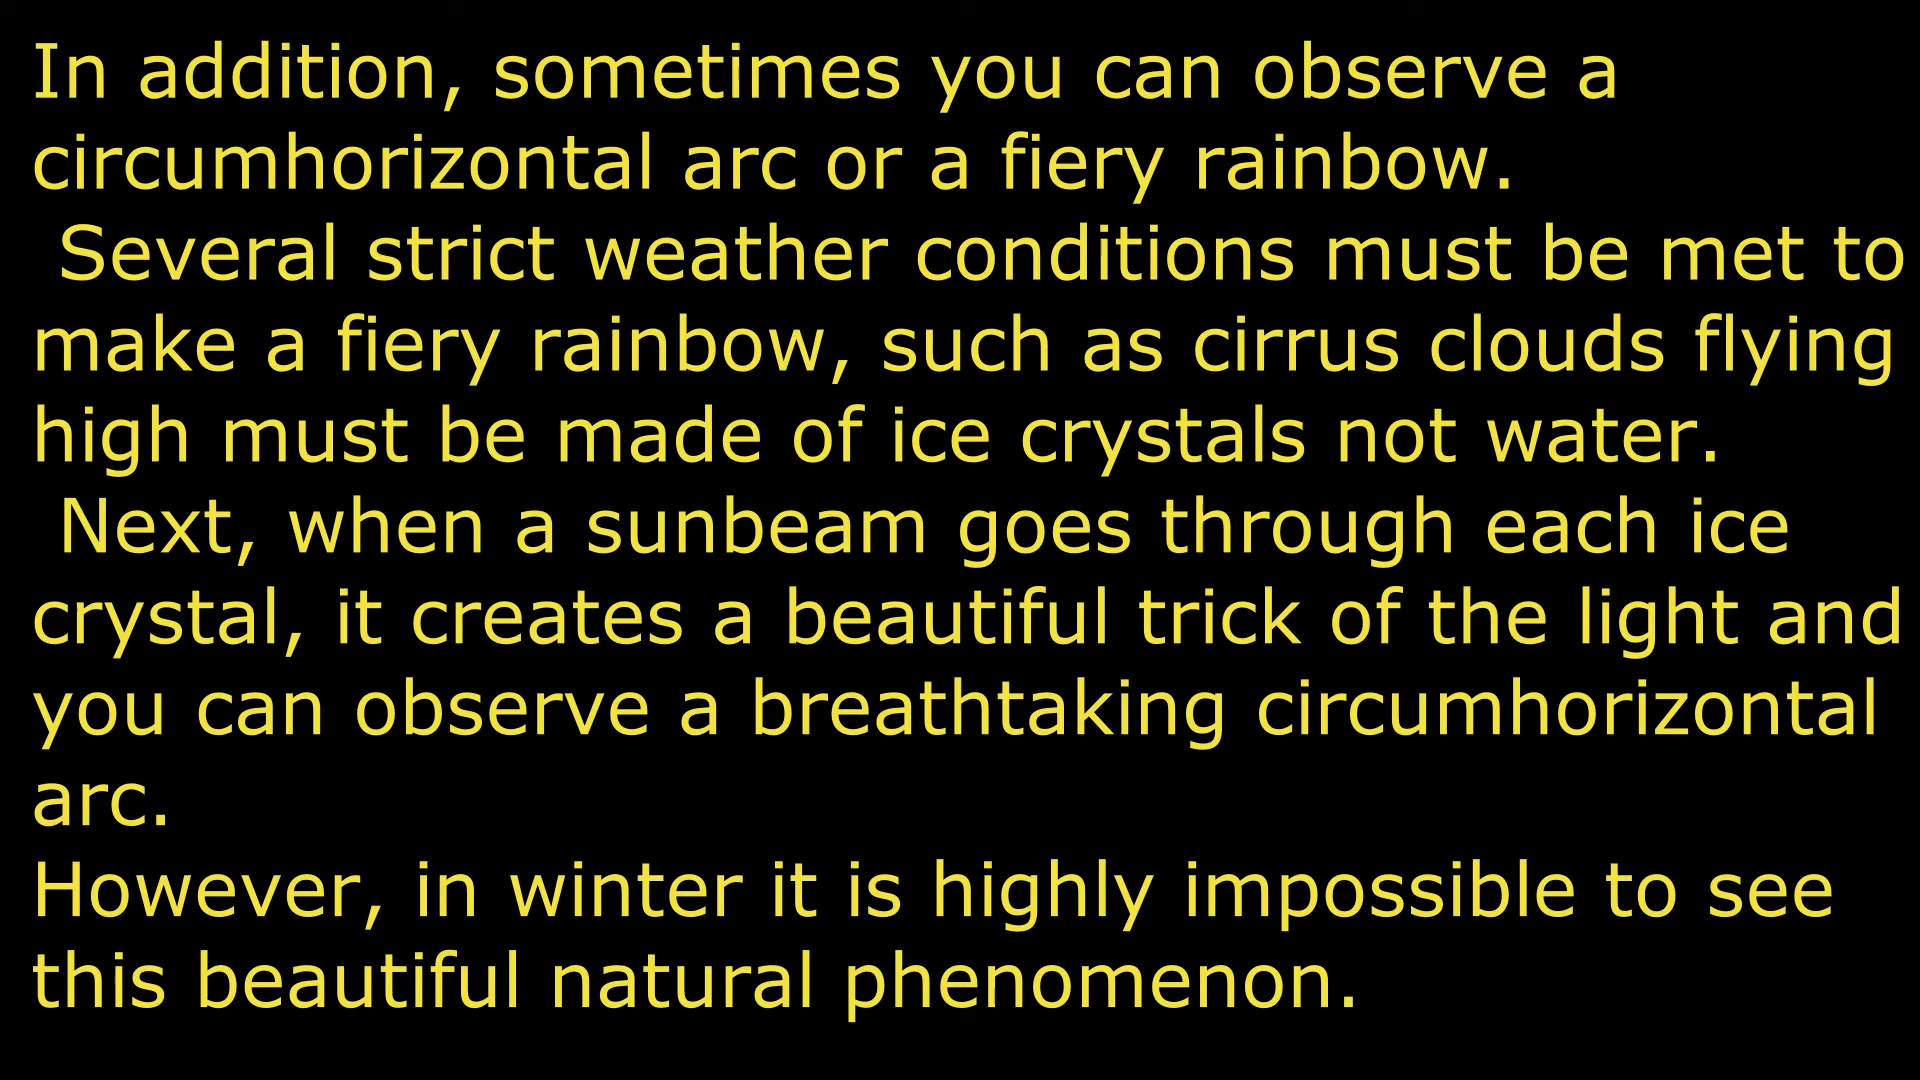 In addition, sometimes you can observe a
circumhorizontal arc or a fiery rainbow.
Several strict weather conditions must be met to
make a fiery rainbow, such as cirrus clouds flying
high must be made of ice crystals not water.
Next, when a sunbeam goes through each ice
crystal, it creates a beautiful trick of the light and
you can observe a breathtaking circumhorizontal
arc.
However, in winter it is highly impossible to see
this beautiful natural phenomenon.